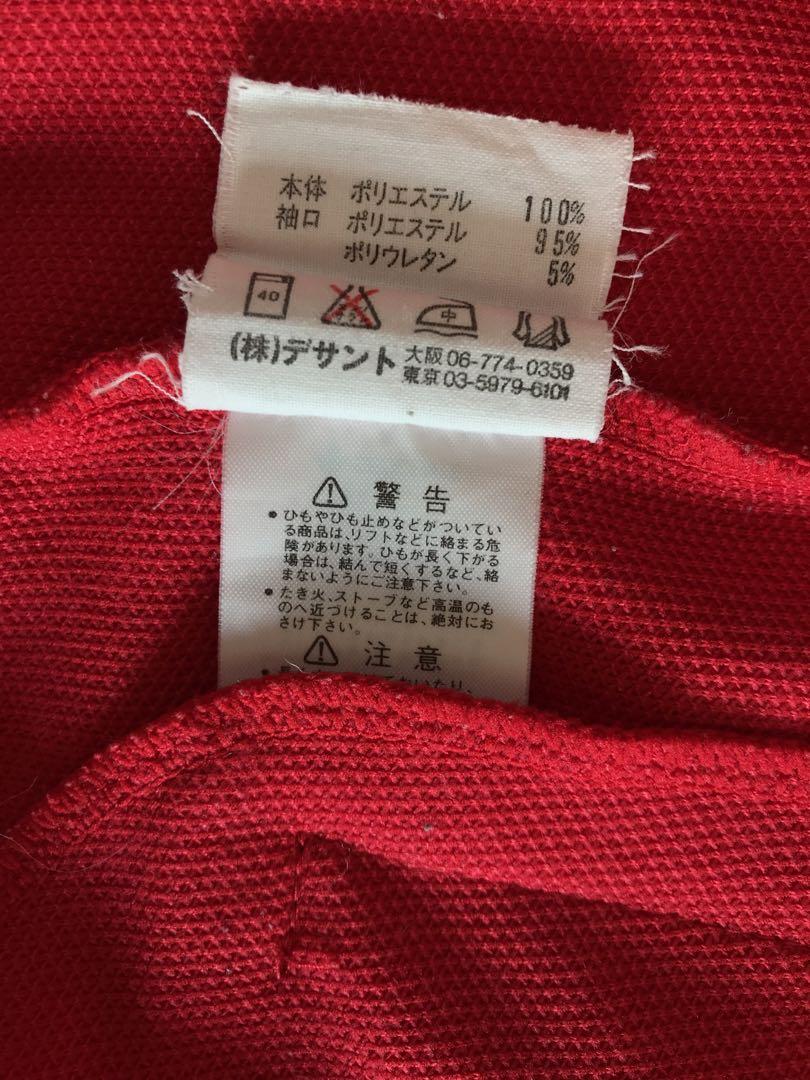 本体 ポリエステル 100%
袖口 ポリエステル 95%
ポリウレタン 5%
40 中
(株)デサント 大阪 06-774-0359
東京 03-5979-6101
警告
• ひもやひも止めなどがついてい
る商品は、リフトなどに絡まる危
険があります。ひもが長く下がる
場合は、結んで短くするなど、絡
まないようにご注意下さい。
• たき火、ストーブなど高温のも
のへ近づけることは、絶対にお
さけ下さい。
注意